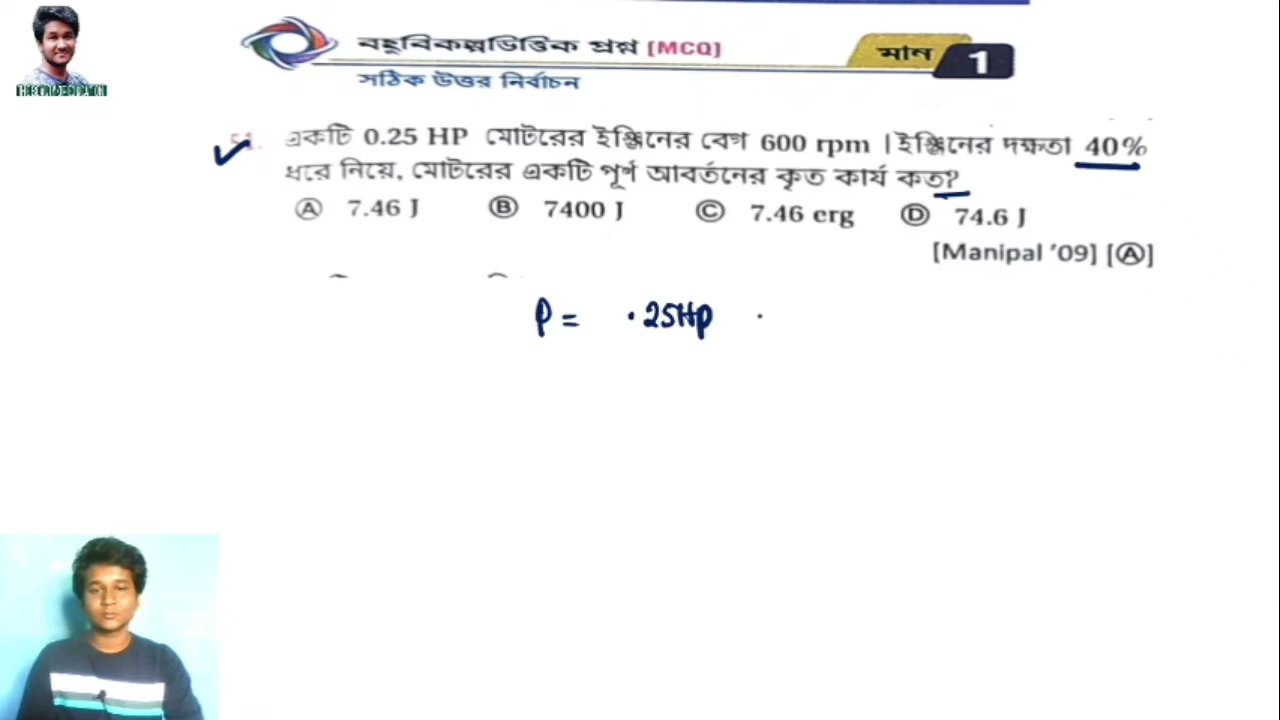 বহুবিকল্পভিত্তিক প্রশ্ন [MCQ]
মান 1
সঠিক উত্তর নির্বাচন
একটি 0.25 HP মোটরের ইঞ্জিনের বেগ 600 rpm । ইঞ্জিনের দক্ষতা 40%
ধরে নিয়ে, মোটরের একটি পূর্ণ আবর্তনের কৃত কার্য কত?
Ⓐ 7.46 J Ⓑ 7400 J Ⓒ 7.46 erg Ⓓ 74.6 J
[Manipal '09] [Ⓐ]
P = .25HP